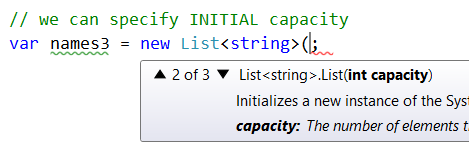 // we can specify INITIAL capacity
var names3 = new List<string>(;
▲ 2 of 3 ▼ List<string>.List(int capacity)
Initializes a new instance of the Sys
capacity: The number of elements t